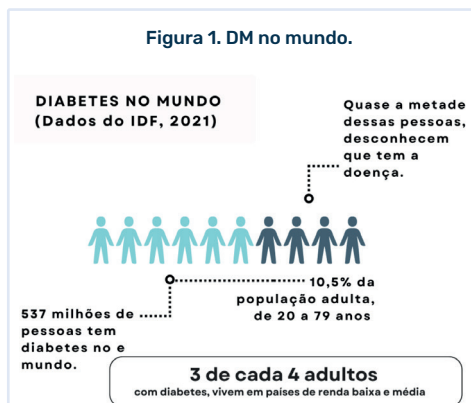 Figura 1. DM no mundo.
DIABETES NO MUNDO
(Dados do IDF, 2021)
Quase a metade
dessas pessoas,
desconhecem
que tem a
doença.
10,5% da
população adulta,
de 20 a 79 anos
537 milhões de
pessoas tem
diabetes no e
mundo.
3 de cada 4 adultos
com diabetes, vivem em países de renda baixa e média